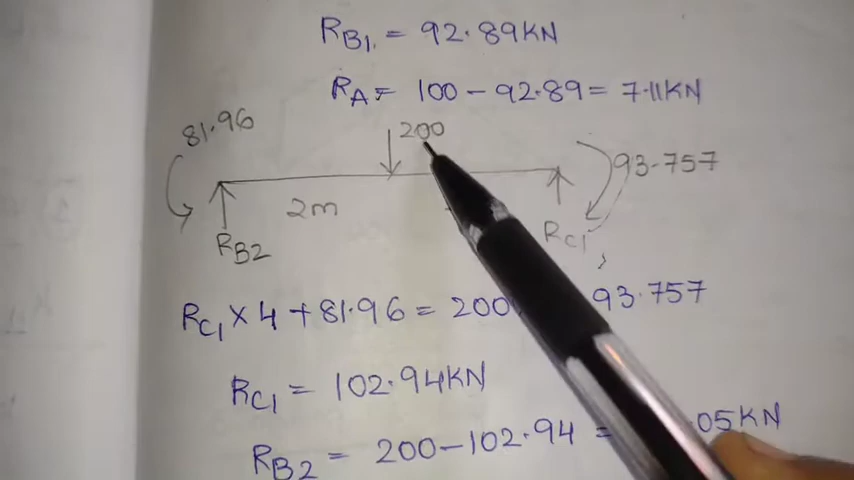 RB1 = 92.89KN
RA = 100 - 92.89 = 7.11KN
81.96
200
93.757
2m
RB2
RC1
RC1 × 4 + 81.96 = 200 93.757
RC1 = 102.94KN
RB2 = 200-102.94 = .05KN